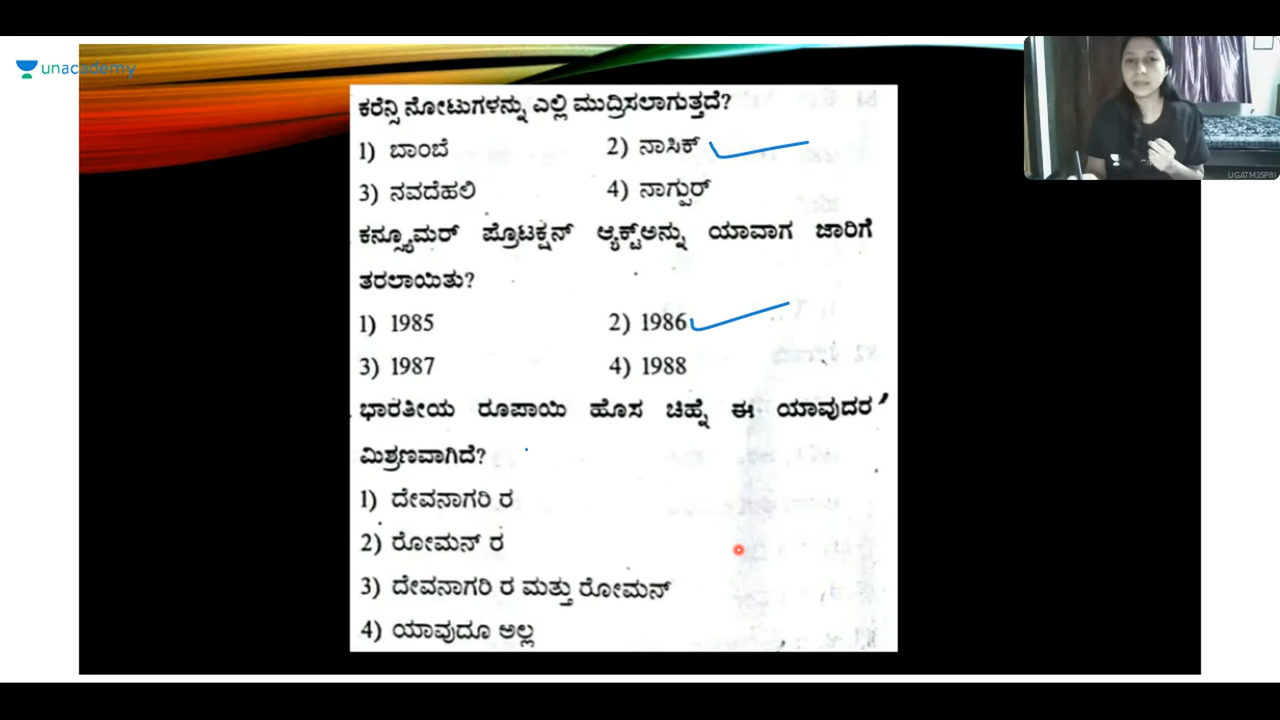 unacademy
ಕರೆನ್ಸಿ ನೋಟುಗಳನ್ನು ಎಲ್ಲಿ ಮುದ್ರಿಸಲಾಗುತ್ತದೆ?
1) ಬಾಂಬೆ 2) ನಾಸಿಕ್
3) ನವದೆಹಲಿ 4) ನಾಗ್ಪುರ್
ಕನ್ಸ್ಯೂಮರ್ ಪ್ರೊಟಕ್ಷನ್ ಆ್ಯಕ್ಟ್‌ಅನ್ನು ಯಾವಾಗ ಜಾರಿಗೆ
ತರಲಾಯಿತು?
1) 1985 2) 1986
3) 1987 4) 1988
ಭಾರತೀಯ ರೂಪಾಯಿ ಹೊಸ ಚಿಹ್ನೆ ಈ ಯಾವುದರ
ಮಿಶ್ರಣವಾಗಿದೆ?
1) ದೇವನಾಗರಿ ರ
2) ರೋಮನ್ ರ
3) ದೇವನಾಗರಿ ರ ಮತ್ತು ರೋಮನ್
4) ಯಾವುದೂ ಅಲ್ಲ
UGATM35P8I